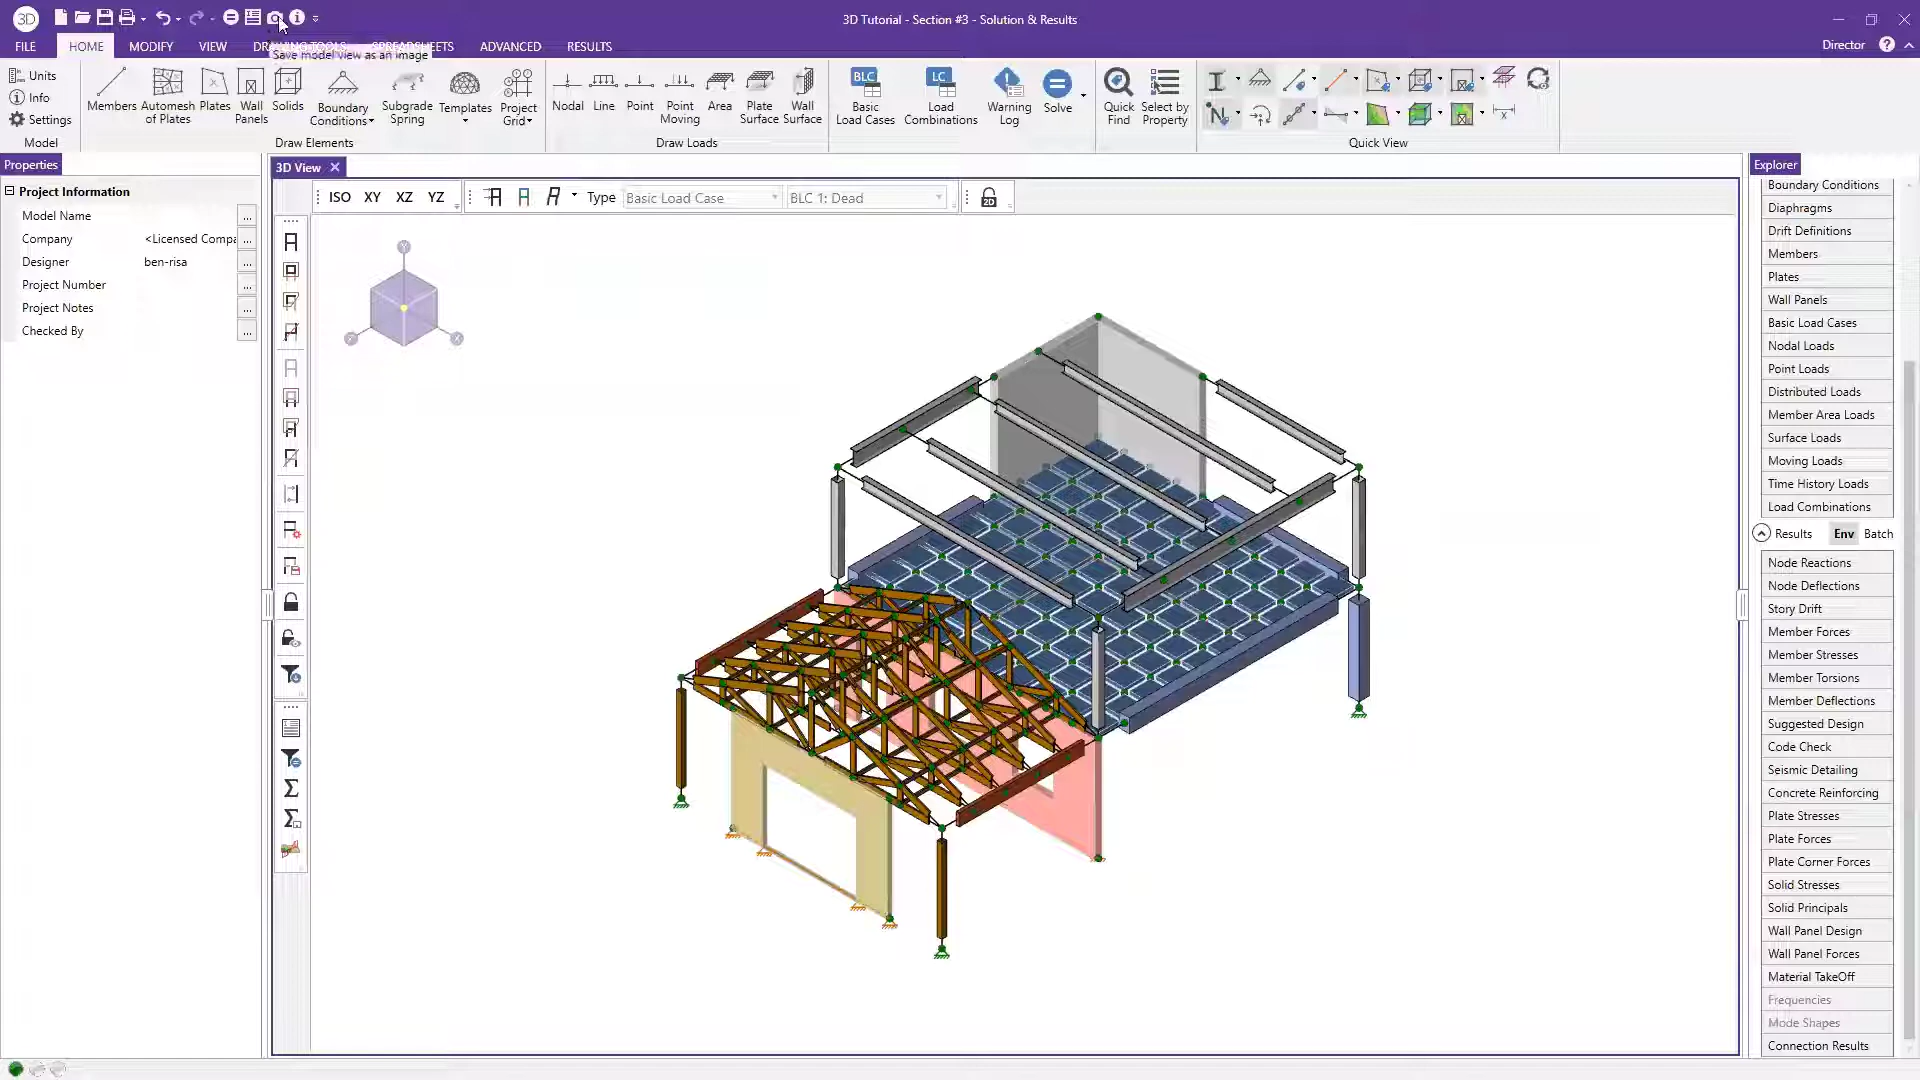 3D
3D Tutorial - Section #3 - Solution & Results
FILE
HOME
MODIFY
VIEW
DRAWING TOOLS
SPREADSHEETS
ADVANCED
RESULTS
Director
Save model view as an image
Units
Info
Settings
Model
Members
Automesh
of Plates
Plates
Wall
Panels
Solids
Boundary
Conditions
Subgrade
Spring
Templates
Project
Grid
Draw Elements
Nodal
Line
Point
Point
Moving
Area
Plate
Surface
Wall
Surface
Draw Loads
BLC
Basic
Load Cases
LC
Load
Combinations
Warning
Log
Solve
Quick
Find
Select by
Property
Quick View
Properties
Project Information
Model Name
...
Company
<Licensed Compa
...
Designer
ben-risa
...
Project Number
...
Project Notes
...
Checked By
...
3D View
ISO
XY
XZ
YZ
Type
Basic Load Case
BLC 1: Dead
2D
Y
Z
X
Explorer
Boundary Conditions
Diaphragms
Drift Definitions
Members
Plates
Wall Panels
Basic Load Cases
Nodal Loads
Point Loads
Distributed Loads
Member Area Loads
Surface Loads
Moving Loads
Time History Loads
Load Combinations
Results
Env
Batch
Node Reactions
Node Deflections
Story Drift
Member Forces
Member Stresses
Member Torsions
Member Deflections
Suggested Design
Code Check
Seismic Detailing
Concrete Reinforcing
Plate Stresses
Plate Forces
Plate Corner Forces
Solid Stresses
Solid Principals
Wall Panel Design
Wall Panel Forces
Material TakeOff
Frequencies
Mode Shapes
Connection Results